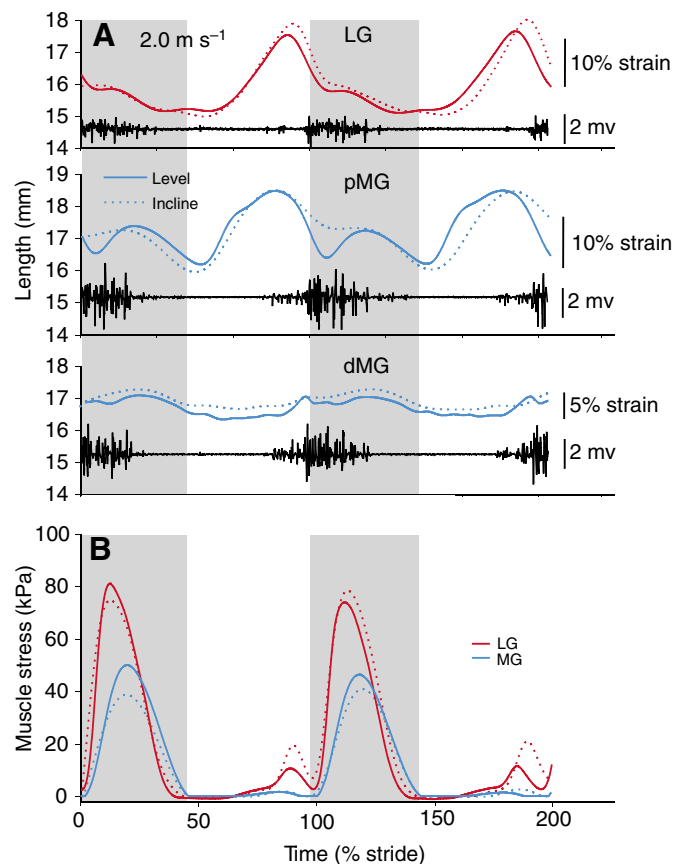 A
2.0 m s⁻¹
LG
18
17
16
15
14
10% strain
2 mv
Level
Incline
pMG
19
18
17
16
15
14
10% strain
2 mv
Length (mm)
dMG
18
17
16
15
14
5% strain
2 mv
B
100
80
60
40
20
0
Muscle stress (kPa)
LG
MG
0
50
100
150
200
Time (% stride)